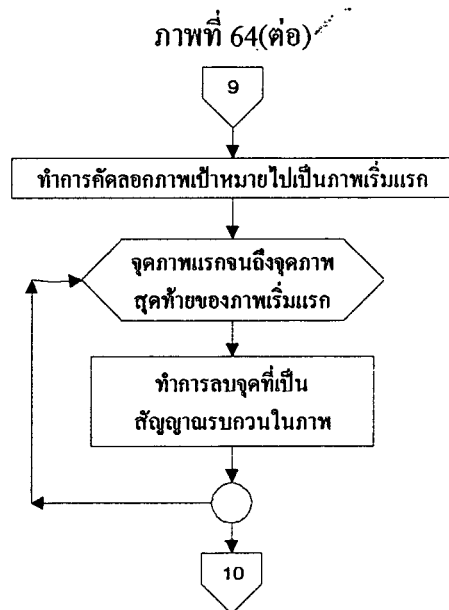 ภาพที่ 64(ต่อ)
9
ทำการคัดลอกภาพเป้าหมายไปเป็นภาพเริ่มแรก
จุดภาพแรกจนถึงจุดภาพ
สุดท้ายของภาพเริ่มแรก
ทำการลบจุดที่เป็น
สัญญาณรบกวนในภาพ
10